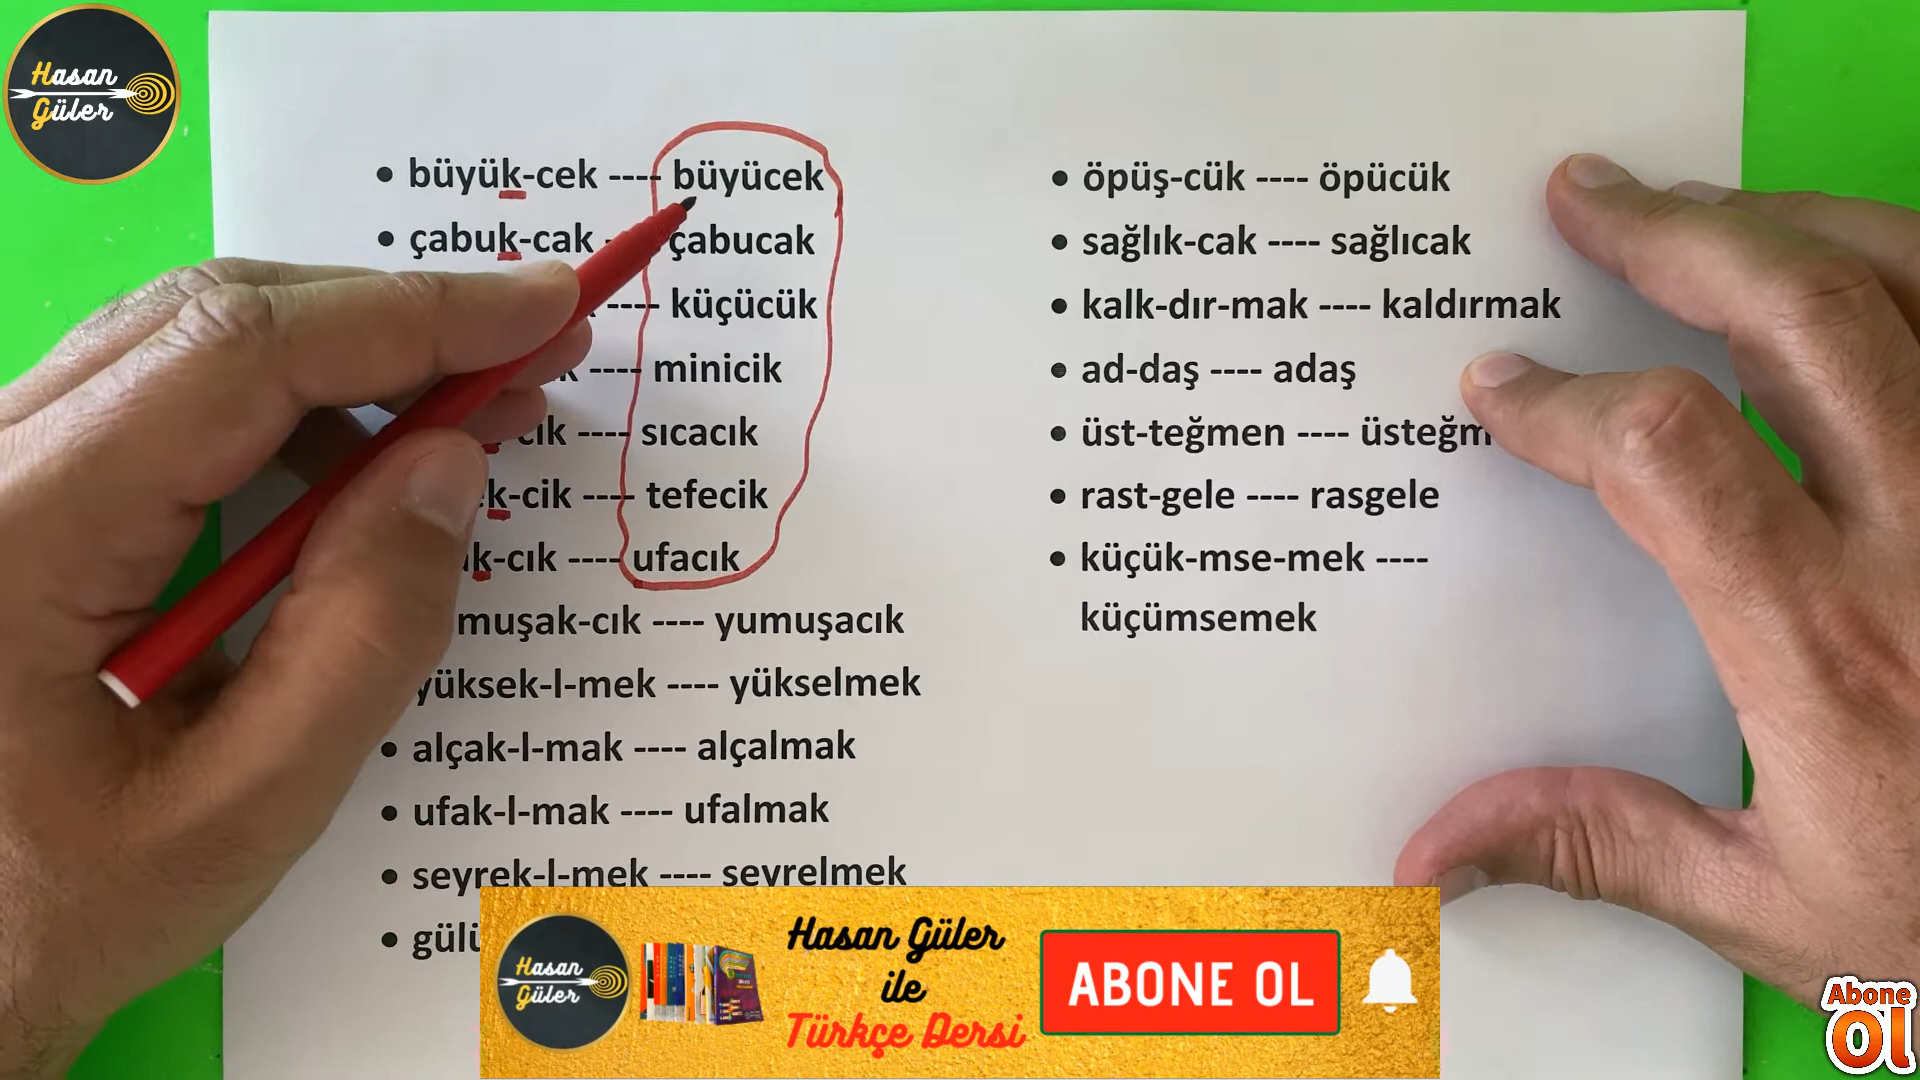 Hasan
Güler
• büyük-cek ---- büyücek
• çabuk-cak çabucak
---- küçücük
---- minicik
cık ---- sıcacık
k-cik ---- tefecik
k-cık ---- ufacık
muşak-cık ---- yumuşacık
yüksek-l-mek ---- yükselmek
• alçak-l-mak ---- alçalmak
• ufak-l-mak ---- ufalmak
• seyrek-l-mek ---- seyrelmek
• öpüş-cük ---- öpücük
• sağlık-cak ---- sağlıcak
• kalk-dır-mak ---- kaldırmak
• ad-daş ---- adaş
• üst-teğmen ---- üsteğm
• rast-gele ---- rasgele
• küçük-mse-mek ----
küçümsemek
Hasan
Güler
Hasan Güler
ile
Türkçe Dersi
ABONE OL
Abone
Ol